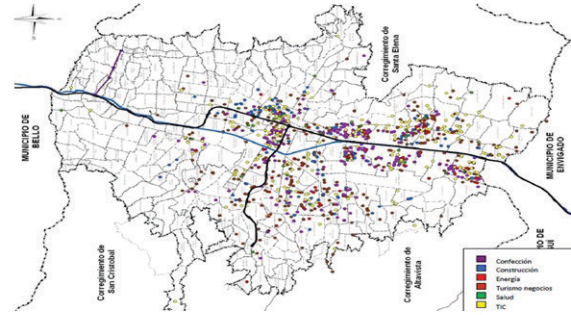 Corregimiento de
Santa Elena
MUNICIPIO DE
BELLO
MUNICIPIO DE
ENVIGADO
Corregimiento de
San Cristobal
Corregimiento de
Altavista
Confección
Construcción
Energía
Turismo negocios
Salud
TIC